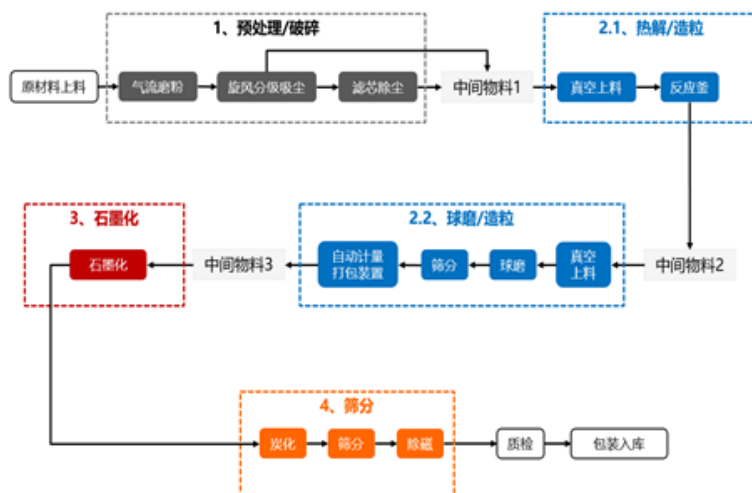 1、预处理/破碎
2.1、热解/造粒
原材料上料
气流磨粉
旋风分级吸尘
滤芯除尘
中间物料1
真空上料
反应釜
3、石墨化
2.2、球磨/造粒
石墨化
中间物料3
自动计量
打包装置
筛分
球磨
真空
上料
中间物料2
4、筛分
炭化
筛分
除磁
质检
包装入库